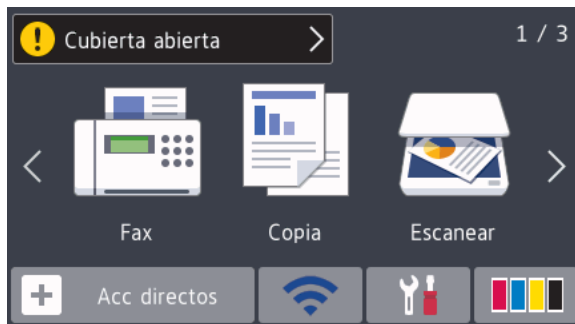 Cubierta abierta
1 / 3
Fax
Copia
Escanear
Acc directos